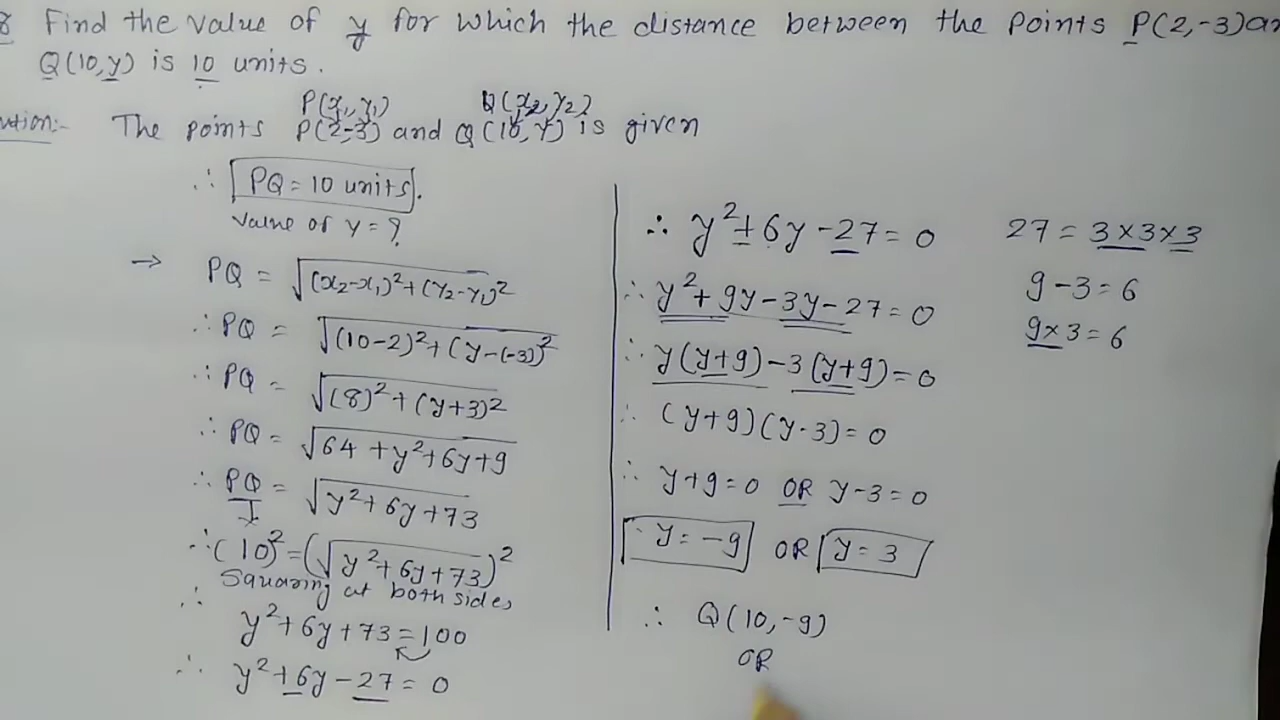 8 Find the value of y for which the distance between the points P(2,-3)an
Q(10,y) is 10 units.
P(x₁,y₁) Q(x₂,y₂)
ution:- The points P(2-3) and Q(10,y) is given
∴ PQ = 10 units.
Value of y = ?
→ PQ = √(x₂-x₁)²+(y₂-y₁)²
∴ PQ = √(10-2)²+(y-(-3)²
∴ PQ = √(8)²+(y+3)²
∴ PQ = √64+y²+6y+9
∴ PQ = √y²+6y+73
∴ (10)²=(√y²+6y+73)²
Squaring at both sides
∴ y²+6y+73=100
∴ y²+6y-27=0
∴ y²+6y-27=0
∴ y²+9y-3y-27=0
∴ y(y+9)-3(y+9)=0
∴ (y+9)(y-3)=0
∴ y+9=0 OR y-3=0
∴ y=-9 OR y=3
∴ Q(10,-9)
OR
27 = 3×3×3
9-3=6
9×3=6